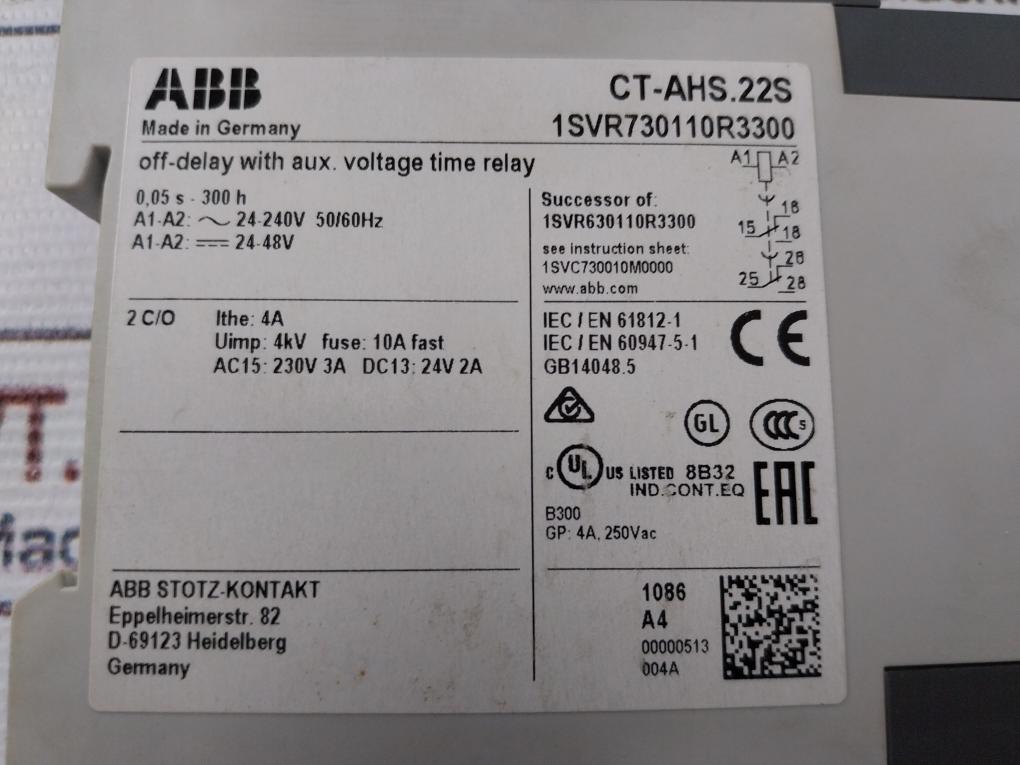 ABB
CT-AHS.22S
Made in Germany
1SVR730110R3300
off-delay with aux. voltage time relay
A1 A2
0,05 s - 300 h
A1-A2: 24-240V 50/60Hz
A1-A2: 24-48V
Successor of:
1SVR630110R3300
see instruction sheet:
1SVC730010M0000
www.abb.com
16
15
18
26
25
28
2 C/O Ithe: 4A
Uimp: 4kV fuse: 10A fast
AC15: 230V 3A DC13: 24V 2A
IEC / EN 61812-1
IEC / EN 60947-5-1
GB14048.5
CE
GL
CCC S
C UL US LISTED 8B32
IND.CONT.EQ
EAC
B300
GP: 4A, 250Vac
ABB STOTZ-KONTAKT
Eppelheimerstr. 82
D-69123 Heidelberg
Germany
1086
A4
00000513
004A